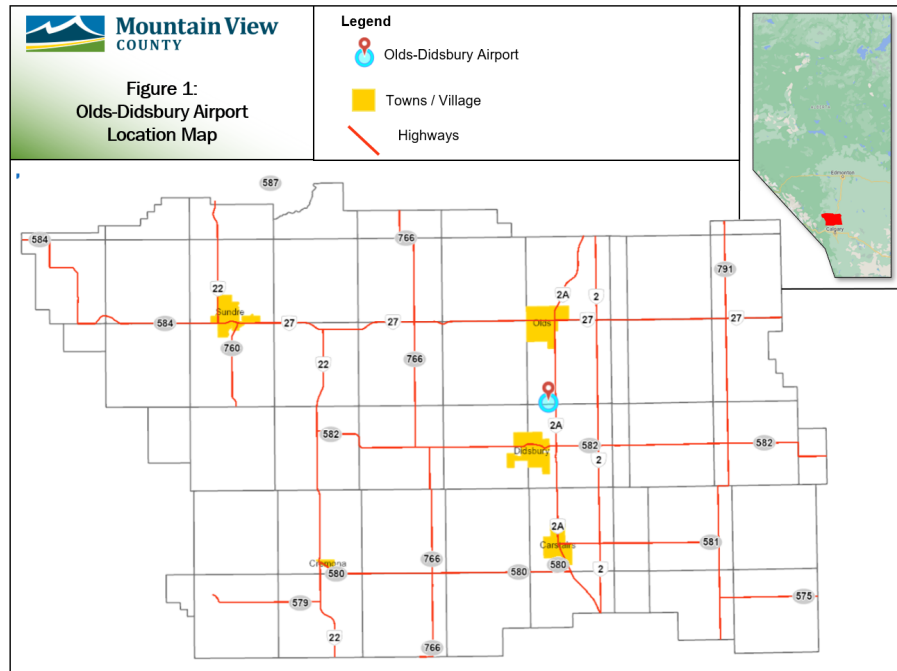 Mountain View
COUNTY
Figure 1:
Olds-Didsbury Airport
Location Map
Legend
Olds-Didsbury Airport
Towns / Village
Highways
Edmonton
Calgary
587
584
766
791
22
2A
2
Sundre
584
27
27
Olds
27
27
760
22
766
2A
582
Didsbury
582
582
2
2A
Carstairs
581
766
Cremona
580
580
580
2
579
575
22
766